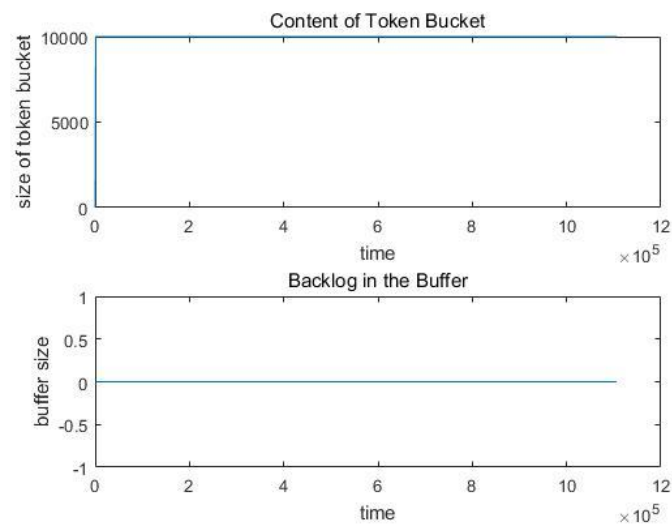 Content of Token Bucket
size of token bucket
10000
5000
0
0 2 4 6 8 10 12
time
×10^5
Backlog in the Buffer
buffer size
1
0.5
0
-0.5
-1
0 2 4 6 8 10 12
time
×10^5